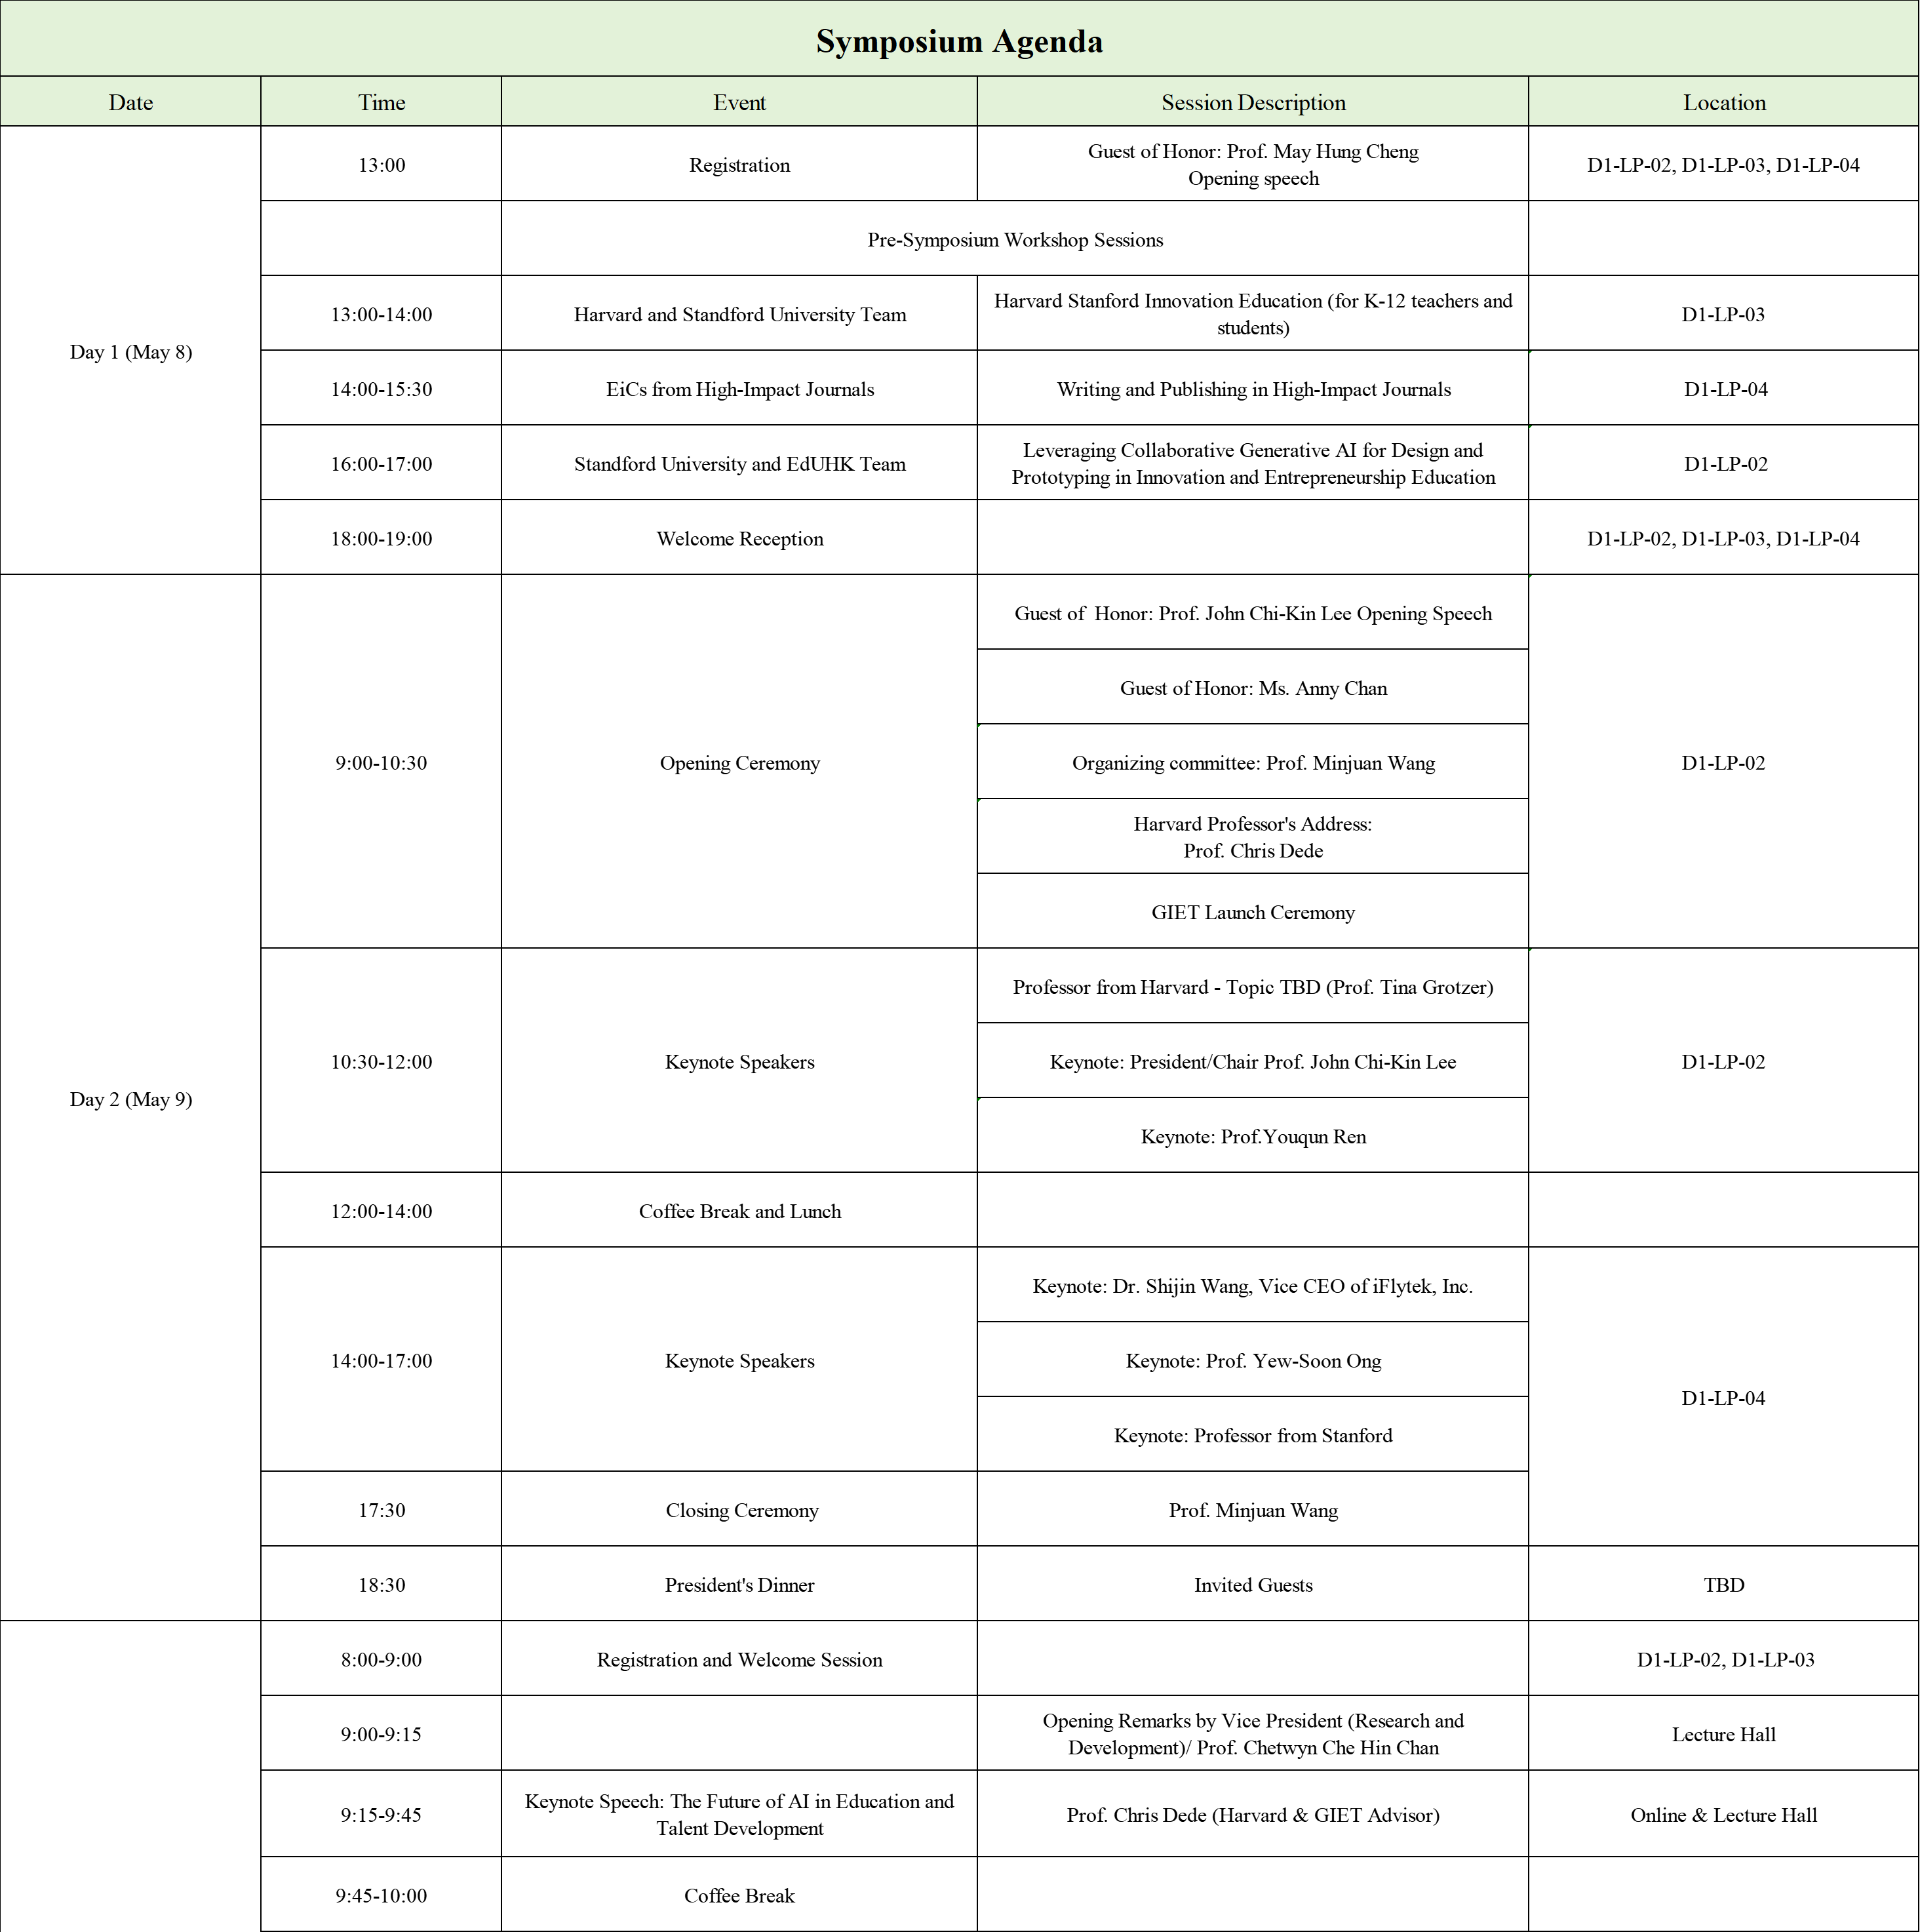 Symposium Agenda
Date
Time
Event
Session Description
Location
Day 1 (May 8)
13:00
Registration
Guest of Honor: Prof. May Hung Cheng
Opening speech
D1-LP-02, D1-LP-03, D1-LP-04
Pre-Symposium Workshop Sessions
13:00-14:00
Harvard and Standford University Team
Harvard Stanford Innovation Education (for K-12 teachers and
students)
D1-LP-03
14:00-15:30
EiCs from High-Impact Journals
Writing and Publishing in High-Impact Journals
D1-LP-04
16:00-17:00
Standford University and EdUHK Team
Leveraging Collaborative Generative AI for Design and
Prototyping in Innovation and Entrepreneurship Education
D1-LP-02
18:00-19:00
Welcome Reception
D1-LP-02, D1-LP-03, D1-LP-04
Day 2 (May 9)
9:00-10:30
Opening Ceremony
Guest of  Honor: Prof. John Chi-Kin Lee Opening Speech
Guest of Honor: Ms. Anny Chan
Organizing committee: Prof. Minjuan Wang
Harvard Professor's Address:
Prof. Chris Dede
GIET Launch Ceremony
D1-LP-02
10:30-12:00
Keynote Speakers
Professor from Harvard - Topic TBD (Prof. Tina Grotzer)
Keynote: President/Chair Prof. John Chi-Kin Lee
Keynote: Prof.Youqun Ren
D1-LP-02
12:00-14:00
Coffee Break and Lunch
14:00-17:00
Keynote Speakers
Keynote: Dr. Shijin Wang, Vice CEO of iFlytek, Inc.
Keynote: Prof. Yew-Soon Ong
Keynote: Professor from Stanford
D1-LP-04
17:30
Closing Ceremony
Prof. Minjuan Wang
18:30
President's Dinner
Invited Guests
TBD
8:00-9:00
Registration and Welcome Session
D1-LP-02, D1-LP-03
9:00-9:15
Opening Remarks by Vice President (Research and
Development)/ Prof. Chetwyn Che Hin Chan
Lecture Hall
9:15-9:45
Keynote Speech: The Future of AI in Education and
Talent Development
Prof. Chris Dede (Harvard & GIET Advisor)
Online & Lecture Hall
9:45-10:00
Coffee Break